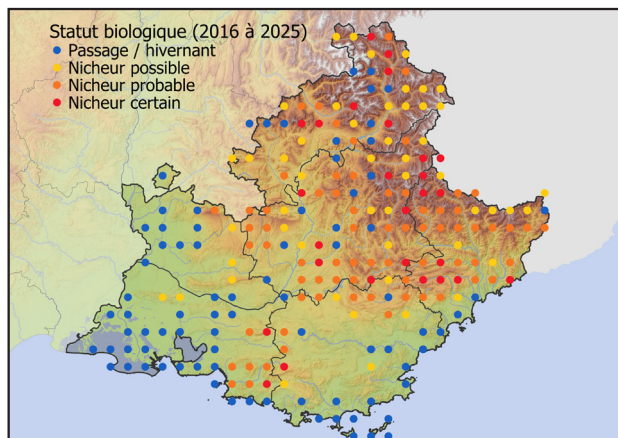 Statut biologique (2016 à 2025)
Passage / hivernant
Nicheur possible
Nicheur probable
Nicheur certain